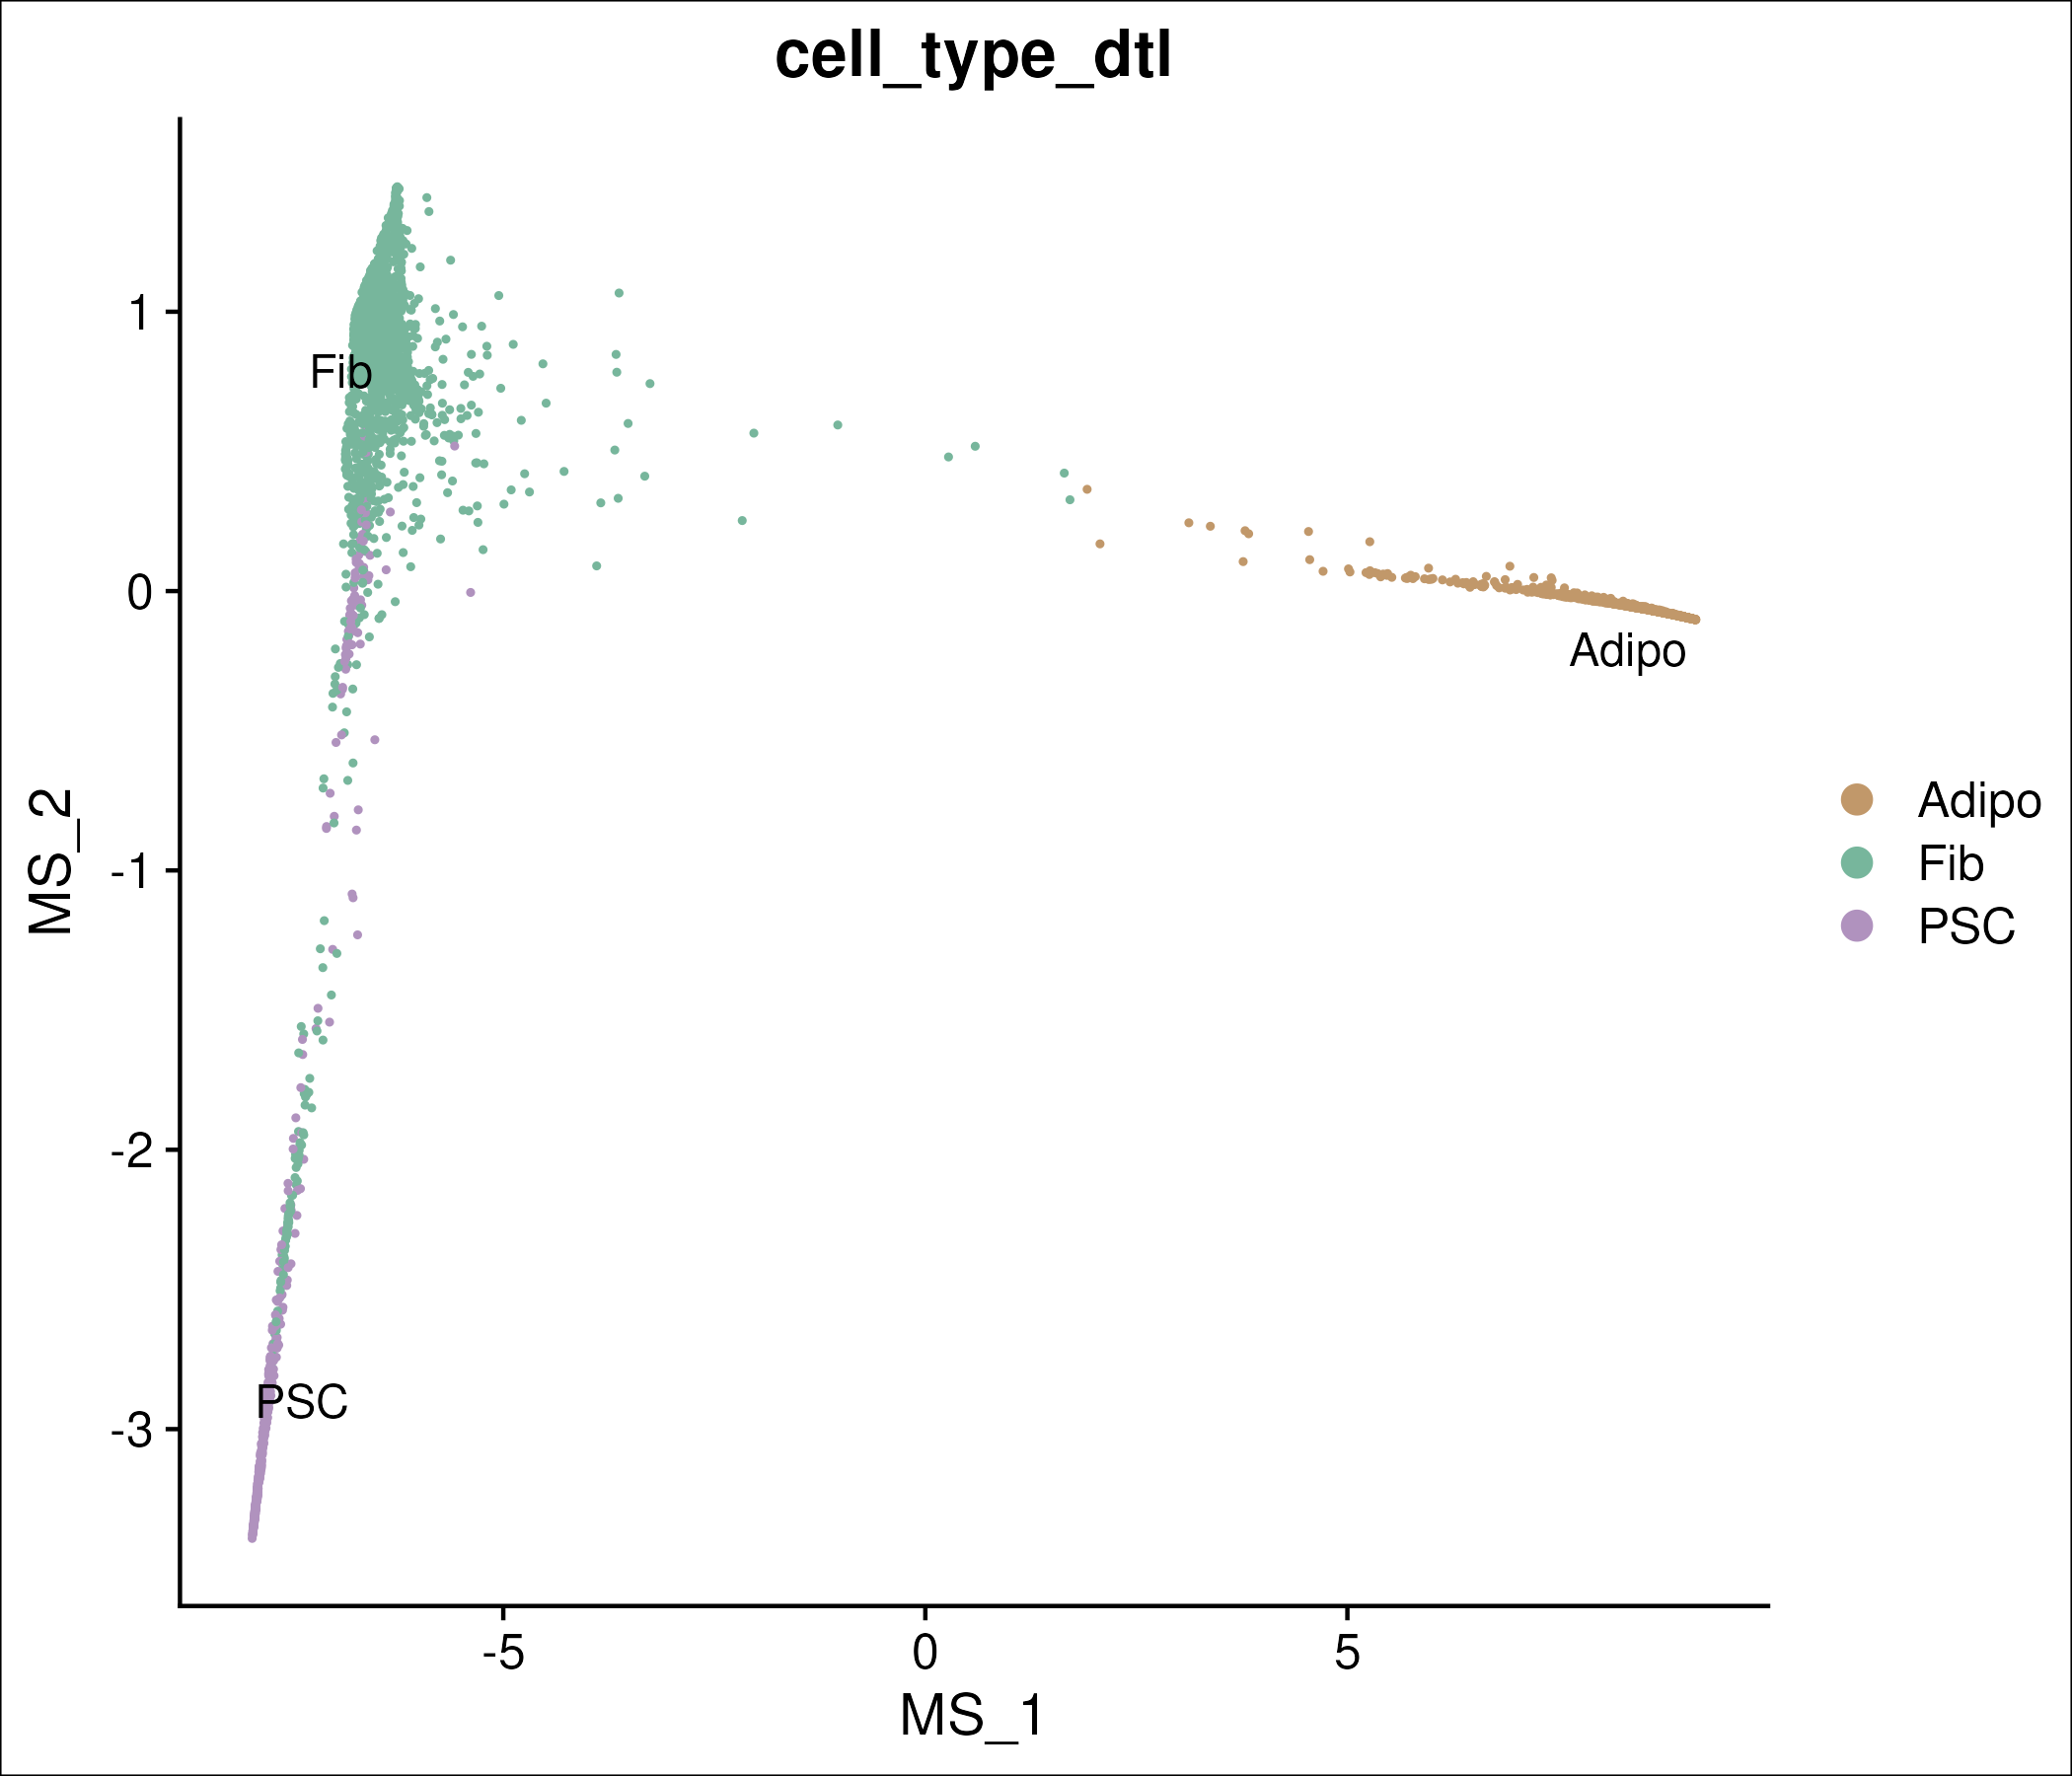 cell_type_dtl
1
0
-1
-2
-3
MS_2
Fib
Adipo
PSC
Adipo
Fib
PSC
-5
0
5
MS_1